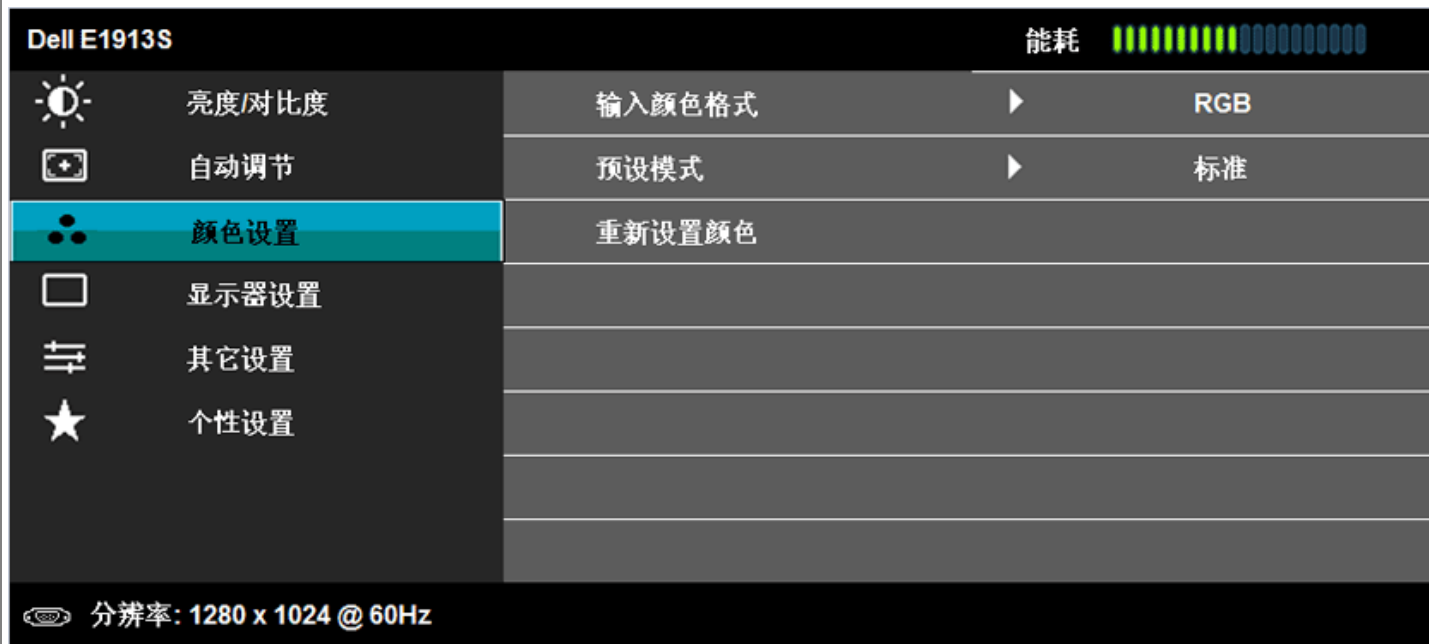 Dell E1913S 能耗
亮度/对比度 输入颜色格式 RGB
自动调节 预设模式 标准
颜色设置 重新设置颜色
显示器设置
其它设置
个性设置
分辨率: 1280 x 1024 @ 60Hz